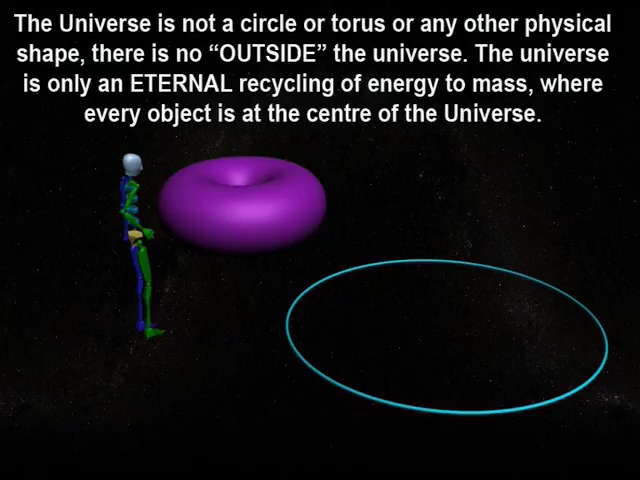 The Universe is not a circle or torus or any other physical
shape, there is no “OUTSIDE” the universe. The universe
is only an ETERNAL recycling of energy to mass, where
every object is at the centre of the Universe.